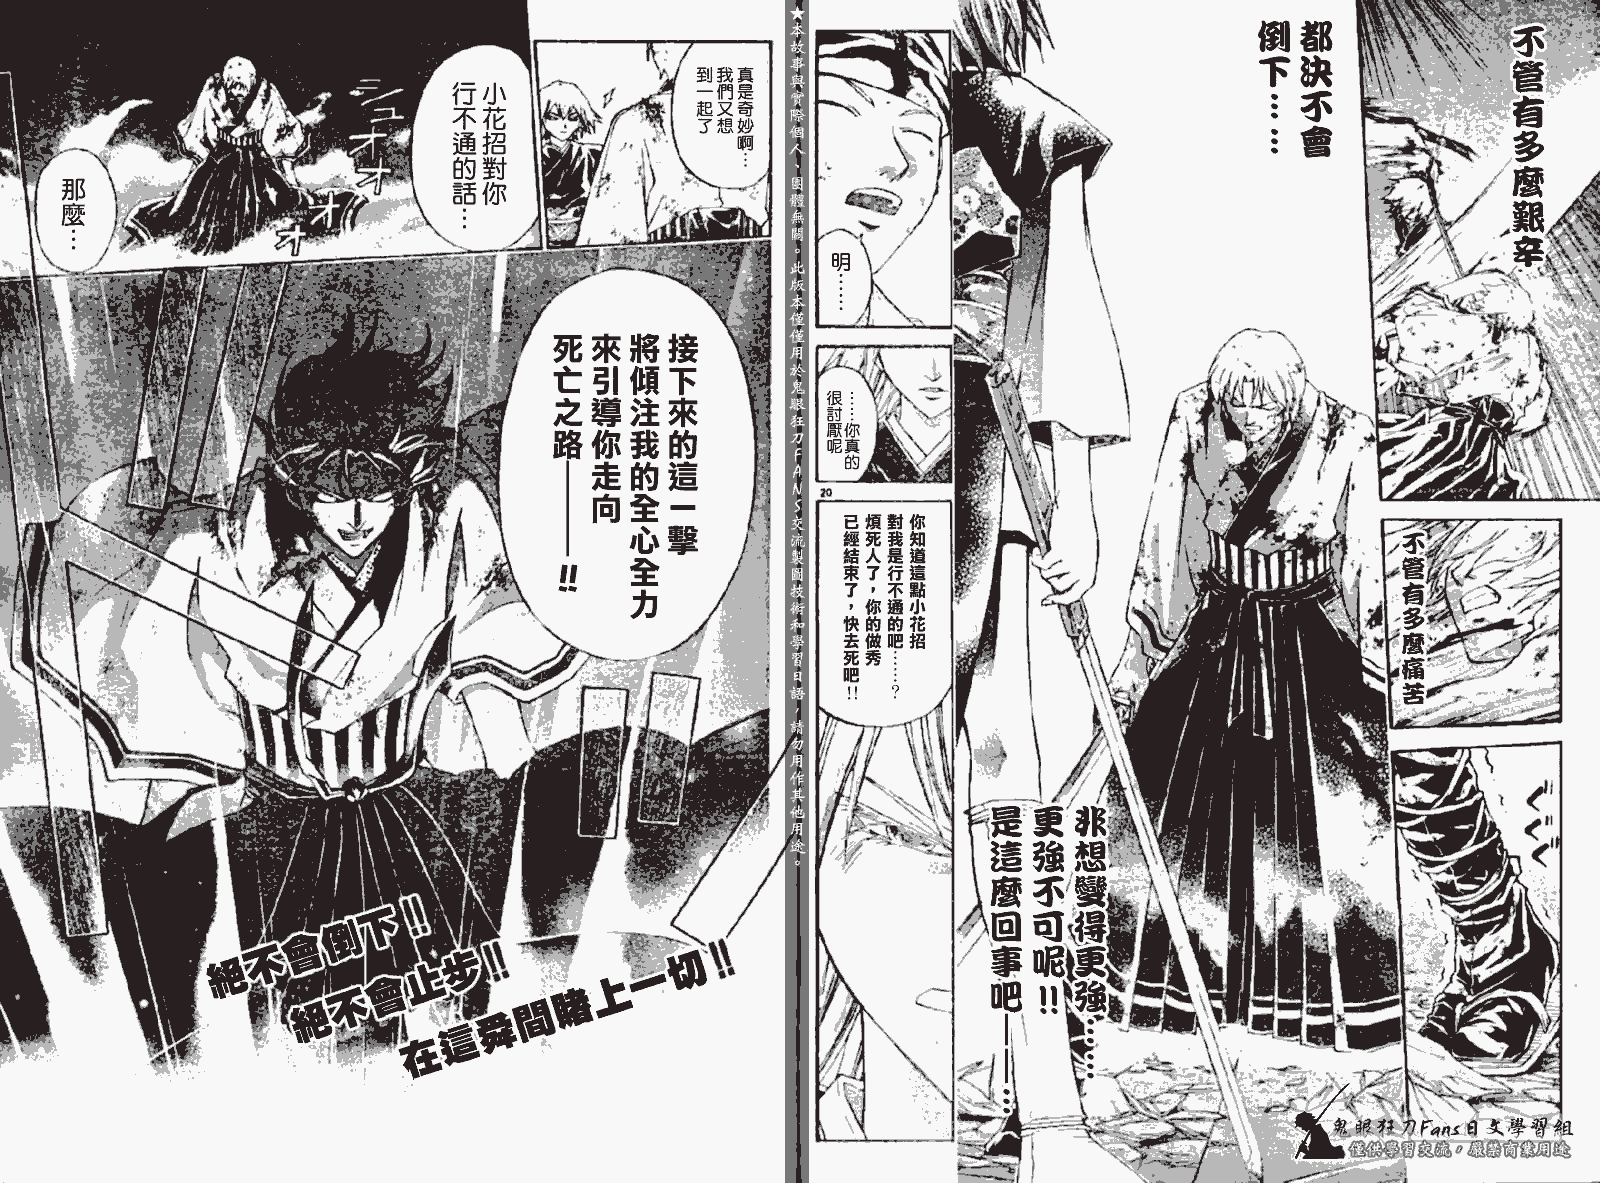 不管有多麼艱辛
都決不會
倒下……
不管有多麼痛苦
非想變得更強……
更強不可呢!!
是這麼回事吧——…
明……
……你真的
很討厭呢
20
你知道這點小花招
對我是行不通的吧……?
煩死人了，你的做秀
已經結束了，快去死吧!!
鬼眼狂刀Fans日文學習組
僅供學習交流，嚴禁商業用途
★本故事與實際個人、團體無關。此版本僅僅用於鬼眼狂刀FANS交流製圖技術和學習日語，請勿用作其他用途。
真是奇妙啊…
我們又想
到一起了
小花招對你
行不通的話…
シュオオオオ
那麼…
接下來的這一擊
將傾注我的全心全力
來引導你走向
死亡之路——!!
絕不會倒下!!
絕不會止步!!
在這舜間賭上一切!!